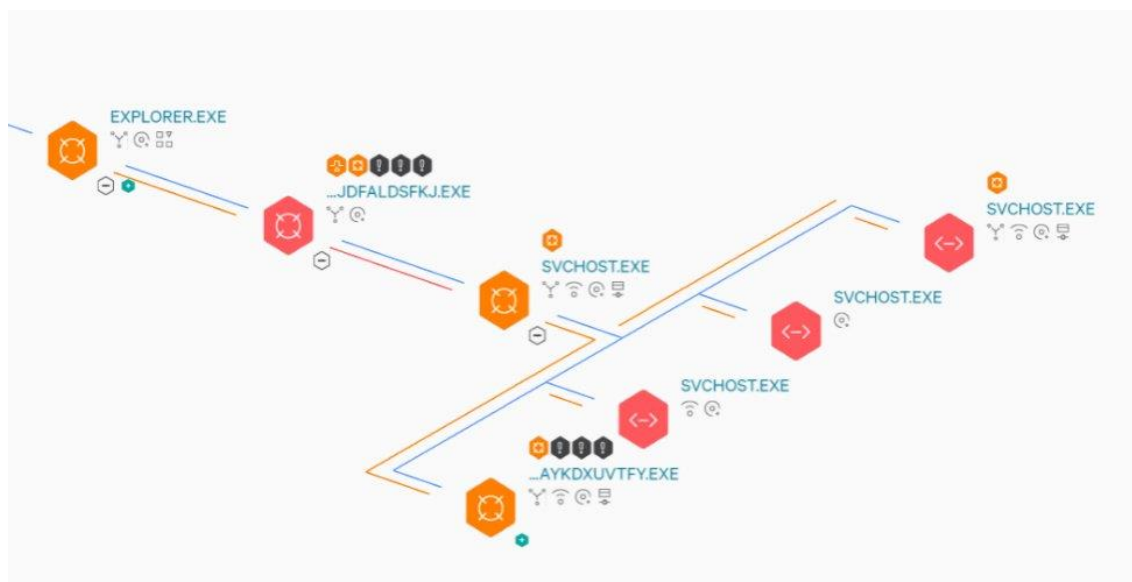 EXPLORER.EXE
...JDFALDSFKJ.EXE
SVCHOST.EXE
SVCHOST.EXE
SVCHOST.EXE
SVCHOST.EXE
...AYKDXUVTFY.EXE